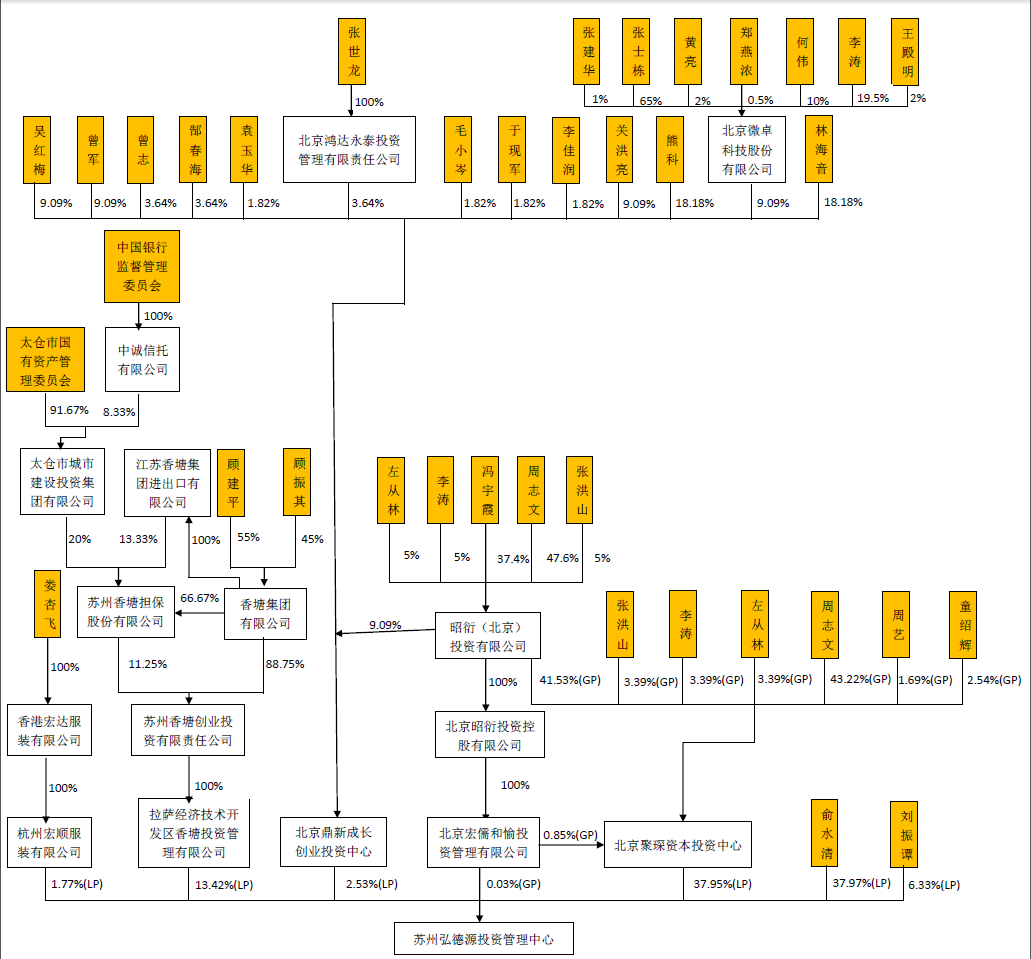 张世龙
张建华
张士栋
黄亮
郑燕浓
何伟
李涛
王殿明
100%
1%
65%
2%
0.5%
10%
19.5%
2%
吴红梅
曾军
曾志
郜春海
袁玉华
北京鸿达永泰投资
管理有限责任公司
毛小岑
于现军
李佳润
关洪亮
熊科
北京微卓
科技股份
有限公司
林海音
9.09%
9.09%
3.64%
3.64%
1.82%
3.64%
1.82%
1.82%
1.82%
9.09%
18.18%
9.09%
18.18%
中国银行
监督管理
委员会
100%
太仓市国
有资产管
理委员会
中诚信托
有限公司
91.67%
8.33%
太仓市城市
建设投资集
团有限公司
江苏香塘集
团进出口有
限公司
顾建平
顾振其
左从林
李涛
冯宇霞
周志文
张洪山
20%
13.33%
100%
55%
45%
5%
5%
37.4%
47.6%
5%
娄杏飞
苏州香塘担保
股份有限公司
66.67%
香塘集团
有限公司
9.09%
昭衍（北京）
投资有限公司
张洪山
李涛
左从林
周志文
周艺
童绍辉
100%
11.25%
88.75%
100%
41.53%(GP)
3.39%(GP)
3.39%(GP)
3.39%(GP)
43.22%(GP)
1.69%(GP)
2.54%(GP)
香港宏达服
装有限公司
苏州香塘创业投
资有限责任公司
北京昭衍投资控
股有限公司
100%
100%
100%
杭州宏顺服
装有限公司
拉萨经济技术开
发区香塘投资管
理有限公司
北京鼎新成长
创业投资中心
北京宏儒和愉投
资管理有限公司
0.85%(GP)
北京聚琛资本投资中心
俞水清
刘振谭
1.77%(LP)
13.42%(LP)
2.53%(LP)
0.03%(GP)
37.95%(LP)
37.97%(LP)
6.33%(LP)
苏州弘德源投资管理中心